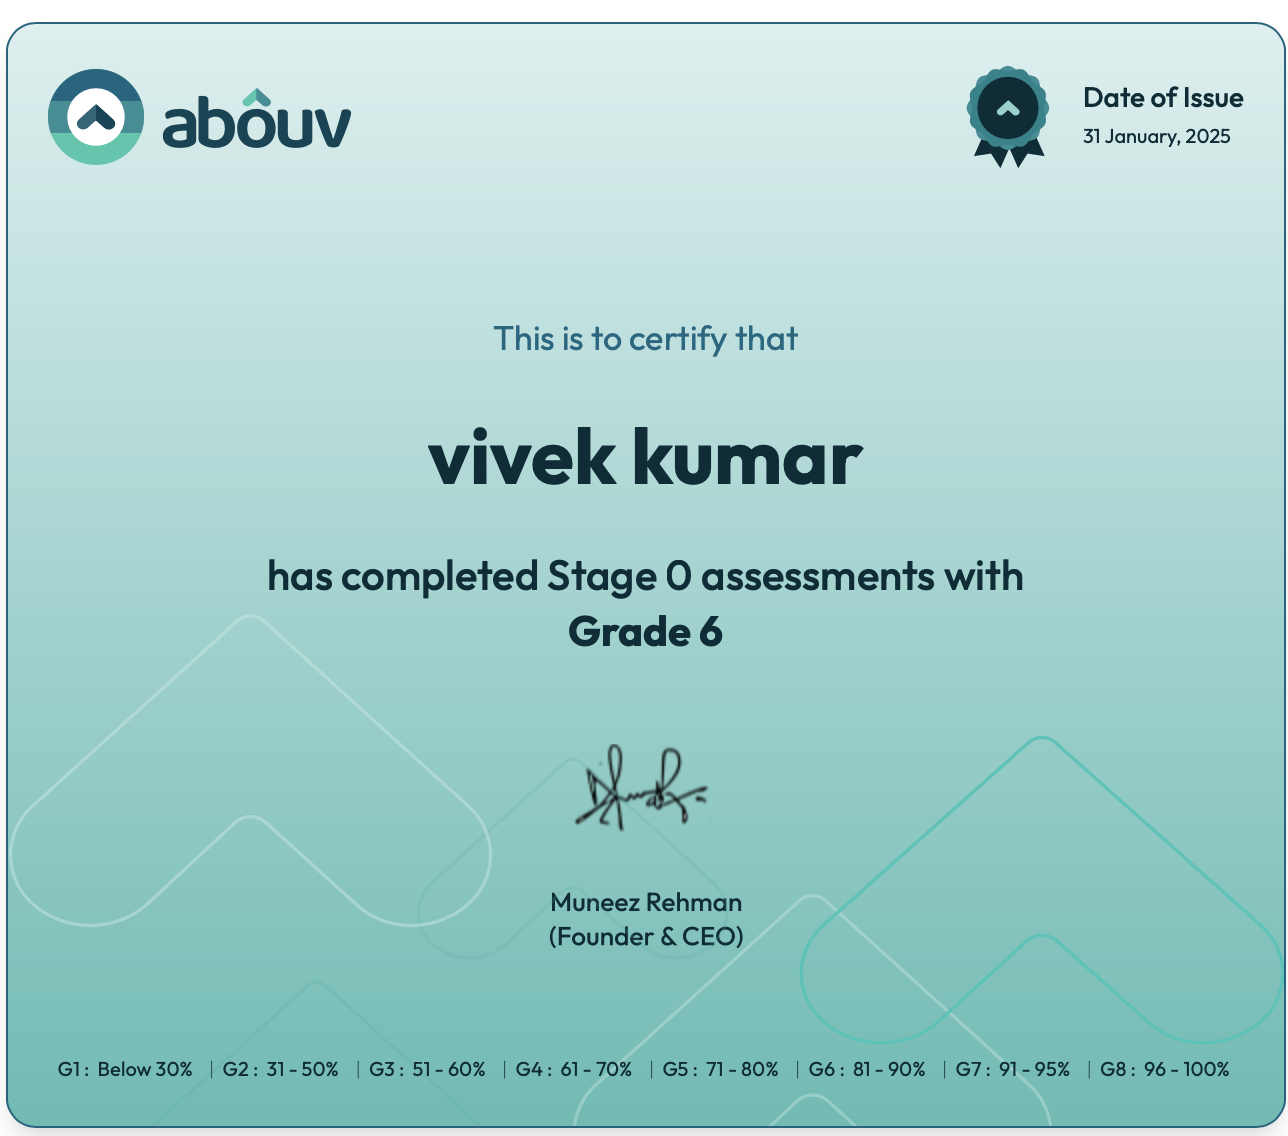 abôuv
Date of Issue
31 January, 2025
This is to certify that
vivek kumar
has completed Stage 0 assessments with
Grade 6
Muneez Rehman
(Founder & CEO)
G1 : Below 30% | G2 : 31 - 50% | G3 : 51 - 60% | G4 : 61 - 70% | G5 : 71 - 80% | G6 : 81 - 90% | G7 : 91 - 95% | G8 : 96 - 100%